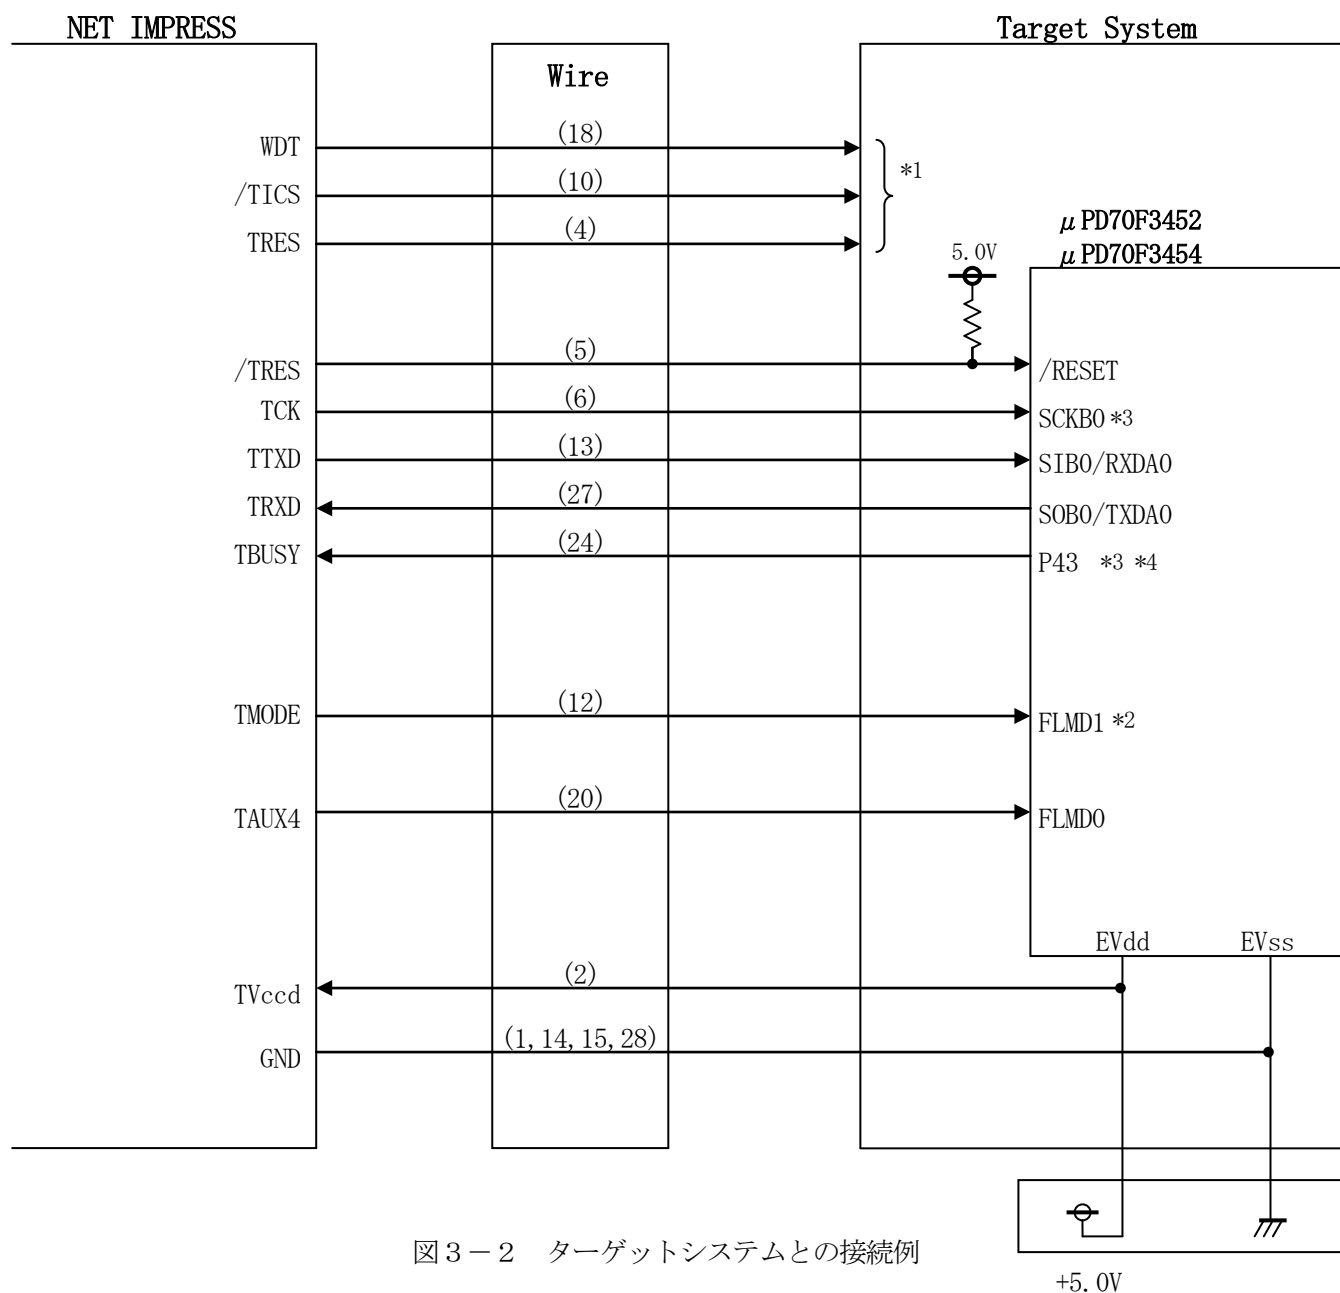 NET IMPRESS
Target System
Wire
WDT (18)
/TICS (10) *1
TRES (4)
μPD70F3452
μPD70F3454
5.0V
/TRES (5) /RESET
TCK (6) SCKB0 *3
TTXD (13) SIB0/RXDA0
TRXD (27) SOB0/TXDA0
TBUSY (24) P43 *3 *4
TMODE (12) FLMD1 *2
TAUX4 (20) FLMD0
EVdd EVss
TVccd (2)
GND (1,14,15,28)
図3－2 ターゲットシステムとの接続例
+5.0V